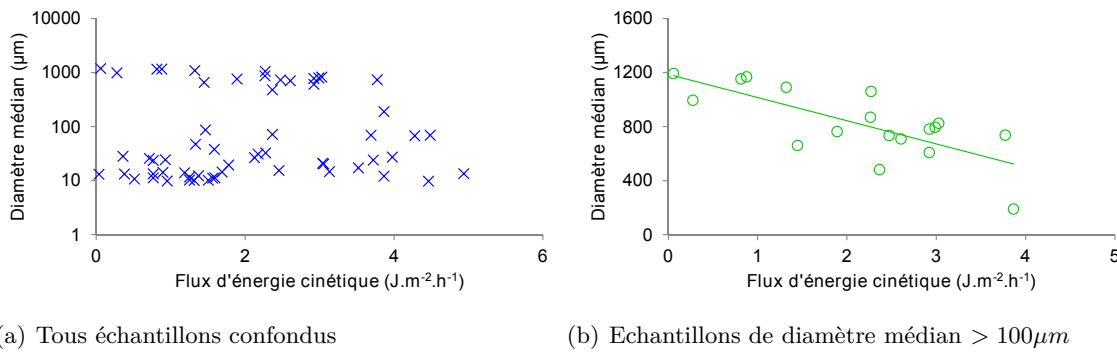 10000
1000
100
10
1
Diamètre médian (µm)
0 2 4 6
Flux d'énergie cinétique (J.m⁻².h⁻¹)
1600
1200
800
400
0
Diamètre médian (µm)
0 1 2 3 4 5
Flux d'énergie cinétique (J.m⁻².h⁻¹)
a) Tous échantillons confondus
(b) Echantillons de diamètre médian > 100µm